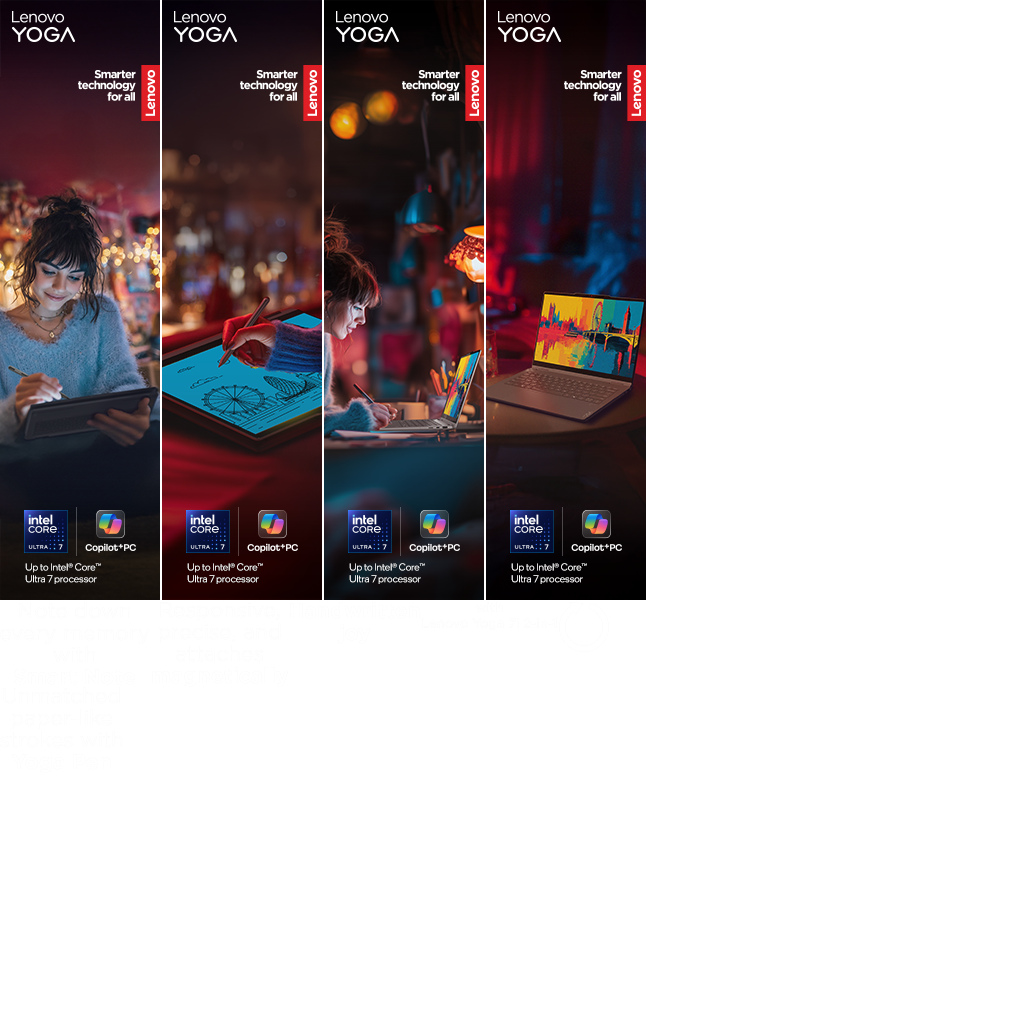 Lenovo
YOGA
Smarter
technology
for all
Lenovo
intel
CORE
ULTRA 7
Copilot+PC
Up to Intel® Core™
Ultra 7 processor
Lenovo
YOGA
Smarter
technology
for all
Lenovo
intel
CORE
ULTRA 7
Copilot+PC
Up to Intel® Core™
Ultra 7 processor
Lenovo
YOGA
Smarter
technology
for all
Lenovo
intel
CORE
ULTRA 7
Copilot+PC
Up to Intel® Core™
Ultra 7 processor
Lenovo
YOGA
Smarter
technology
for all
Lenovo
intel
CORE
ULTRA 7
Copilot+PC
Up to Intel® Core™
Ultra 7 processor